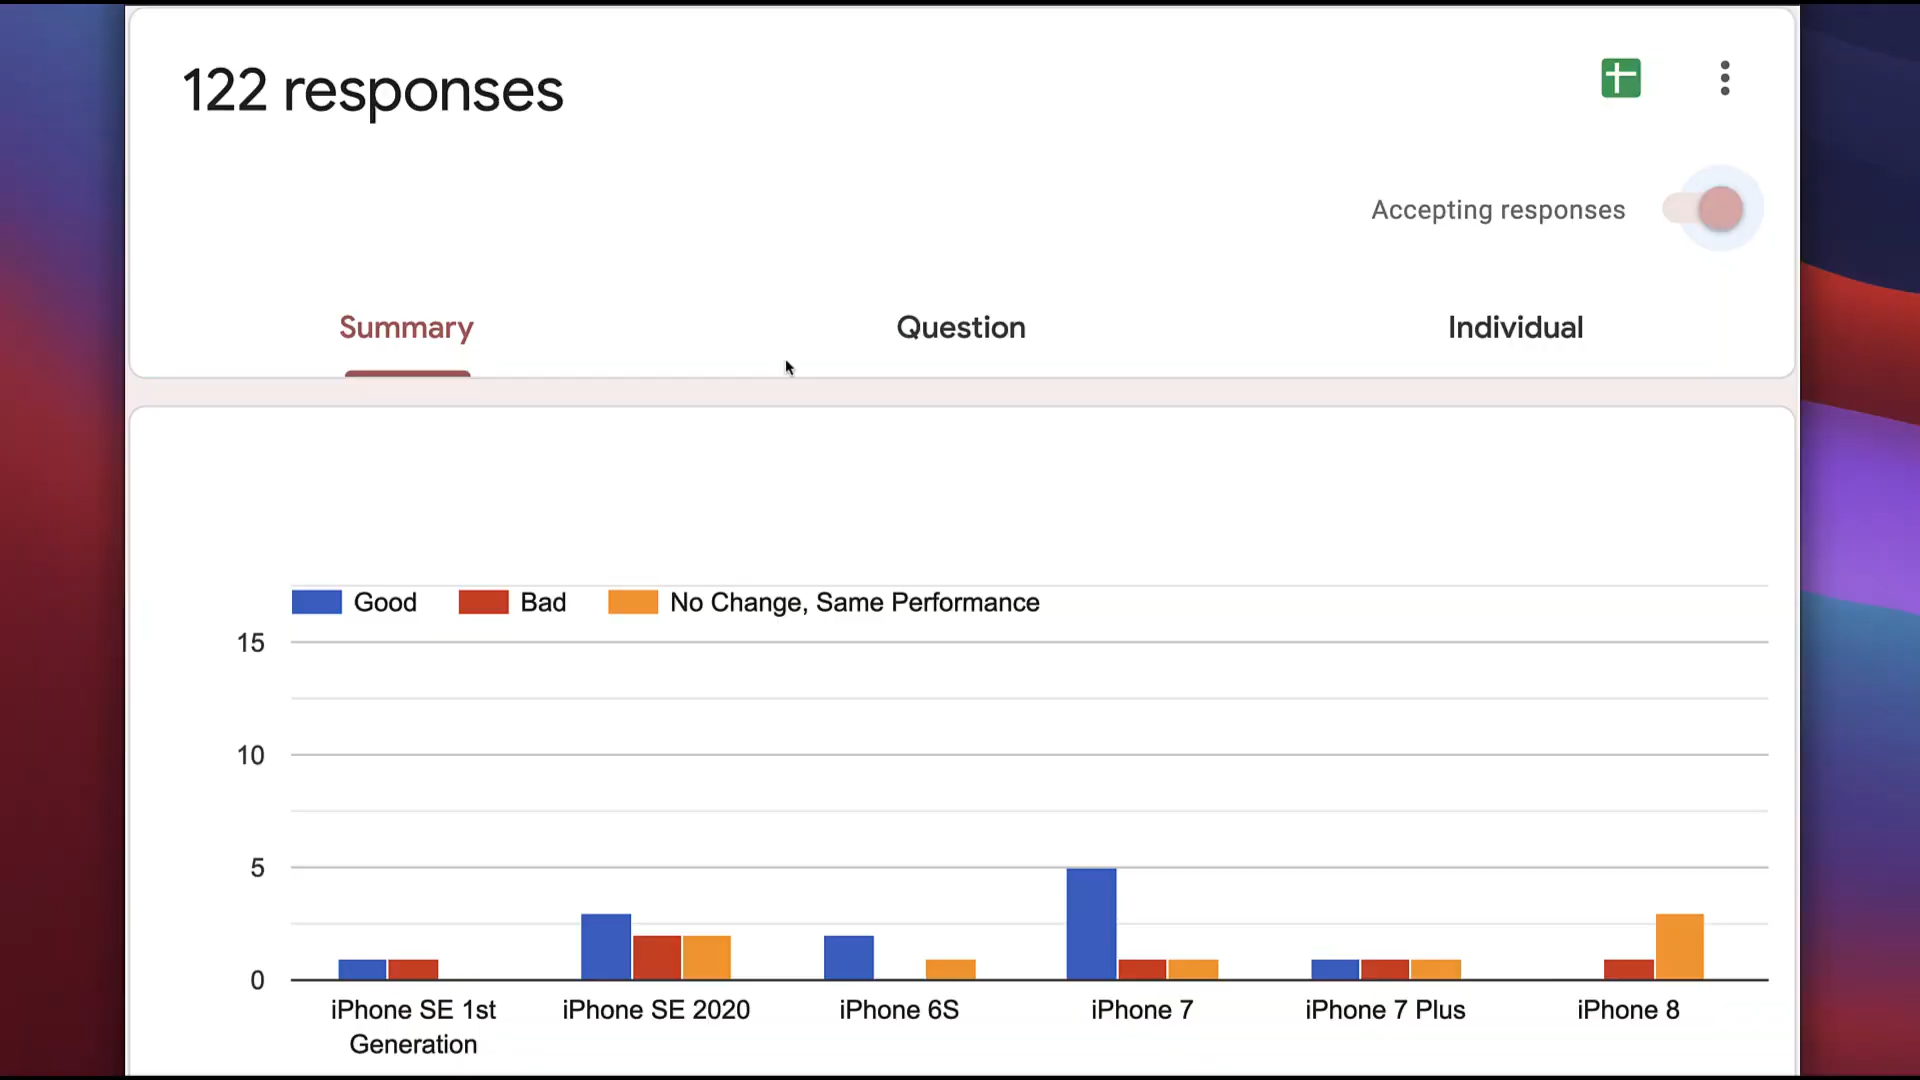 122 responses
Accepting responses
Summary Question Individual
Good Bad No Change, Same Performance
15
10
5
0
iPhone SE 1st Generation iPhone SE 2020 iPhone 6S iPhone 7 iPhone 7 Plus iPhone 8